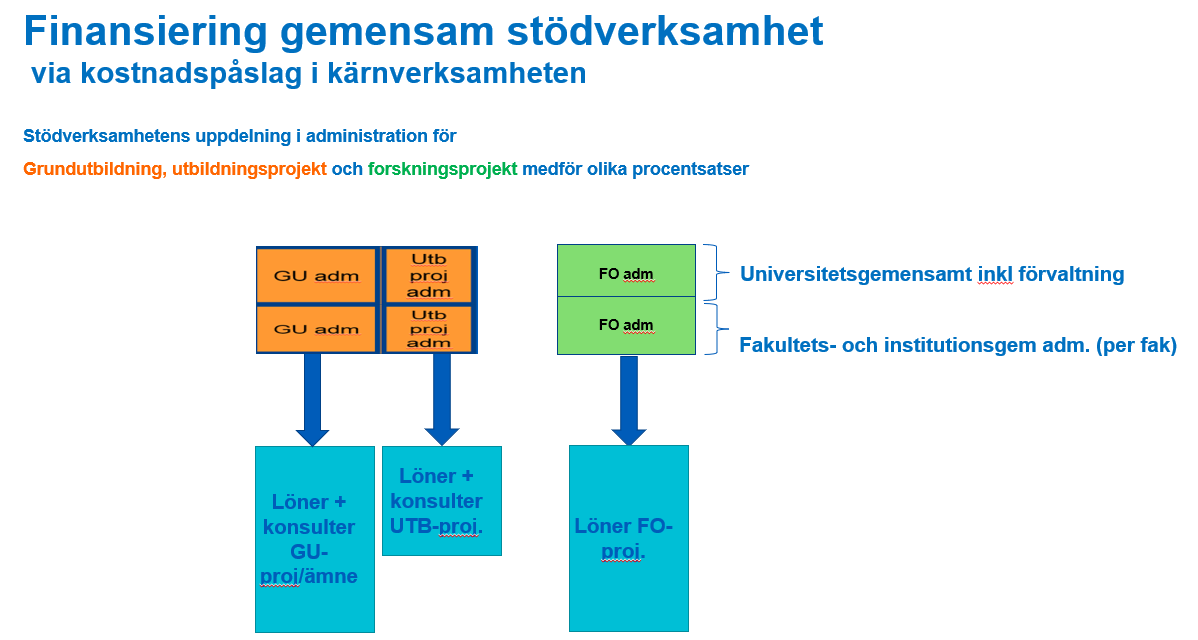 Finansiering gemensam stödverksamhet
via kostnadspåslag i kärnverksamheten
Stödverksamhetens uppdelning i administration för
Grundutbildning, utbildningsprojekt och forskningsprojekt medför olika procentsatser
GU adm
Utb
proj
adm
FO adm
Universitetsgemensamt inkl förvaltning
GU adm
Utb
proj
adm
FO adm
Fakultets- och institutionsgem adm. (per fak)
Löner +
konsulter
GU-
proj/ämne
Löner +
konsulter
UTB-proj.
Löner FO-
proj.